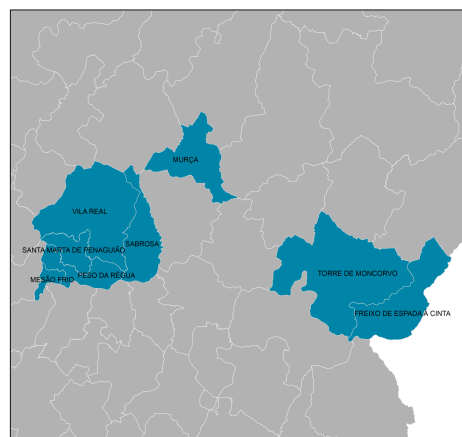 MURÇA
VILA REAL
SABROSA
SANTA MARTA DE PENAGUIÃO
MESÃO FRIO
PESO DA RÉGUA
TORRE DE MONCORVO
FREIXO DE ESPADA À CINTA